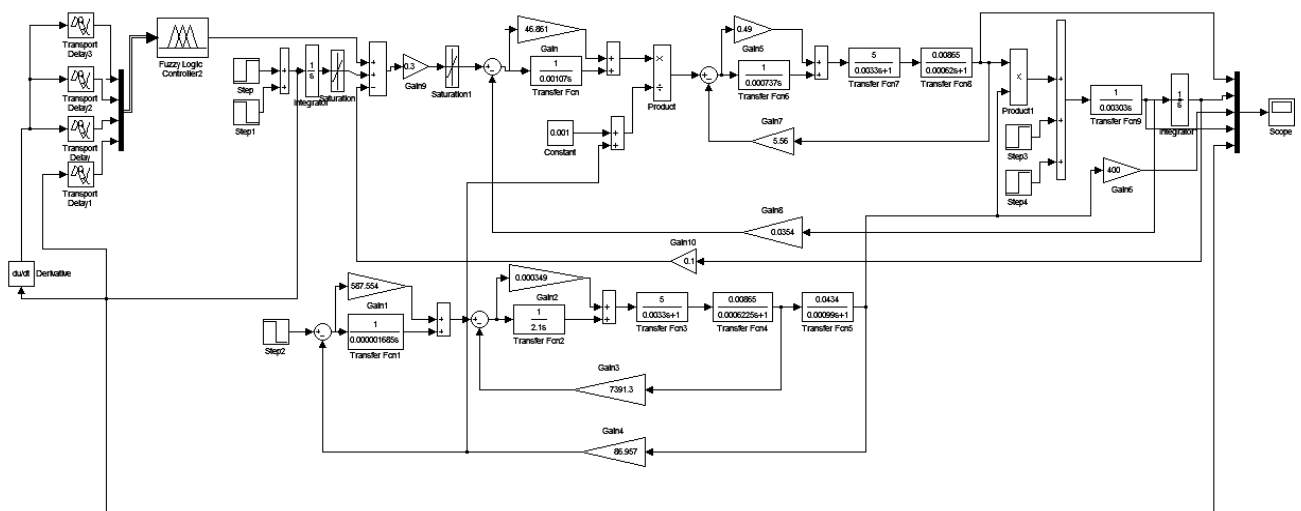 Transport
Delay3
Transport
Delay2
Transport
Delay
Transport
Delay1
du/dt
Derivative
Fuzzy Logic
Controller2
Step
Step1
+
+
1
s
Integrator
Saturation
+
+
−
0.3
Gain9
Saturation1
46.861
Gain
1
0.00107s
Transfer Fcn
+
+
×
÷
Product
0.001
Constant
+
+
0.49
Gain5
1
0.000737s
Transfer Fcn6
+
+
5
0.0033s+1
Transfer Fcn7
0.00865
0.00062s+1
Transfer Fcn8
Gain7
5.56
×
Product1
Step3
Step4
+
+
+
1
0.00303s
Transfer Fcn9
1
s
Integrator
400
Gain6
Scope
Gain8
0.0354
Gain10
0.1
Step2
567.554
Gain1
1
0.000001685s
Transfer Fcn1
+
+
0.000349
Gain2
1
2.1s
Transfer Fcn2
+
+
5
0.0033s+1
Transfer Fcn3
0.00865
0.0006225s+1
Transfer Fcn4
0.0434
0.00099s+1
Transfer Fcn5
Gain3
7391.3
Gain4
86.957